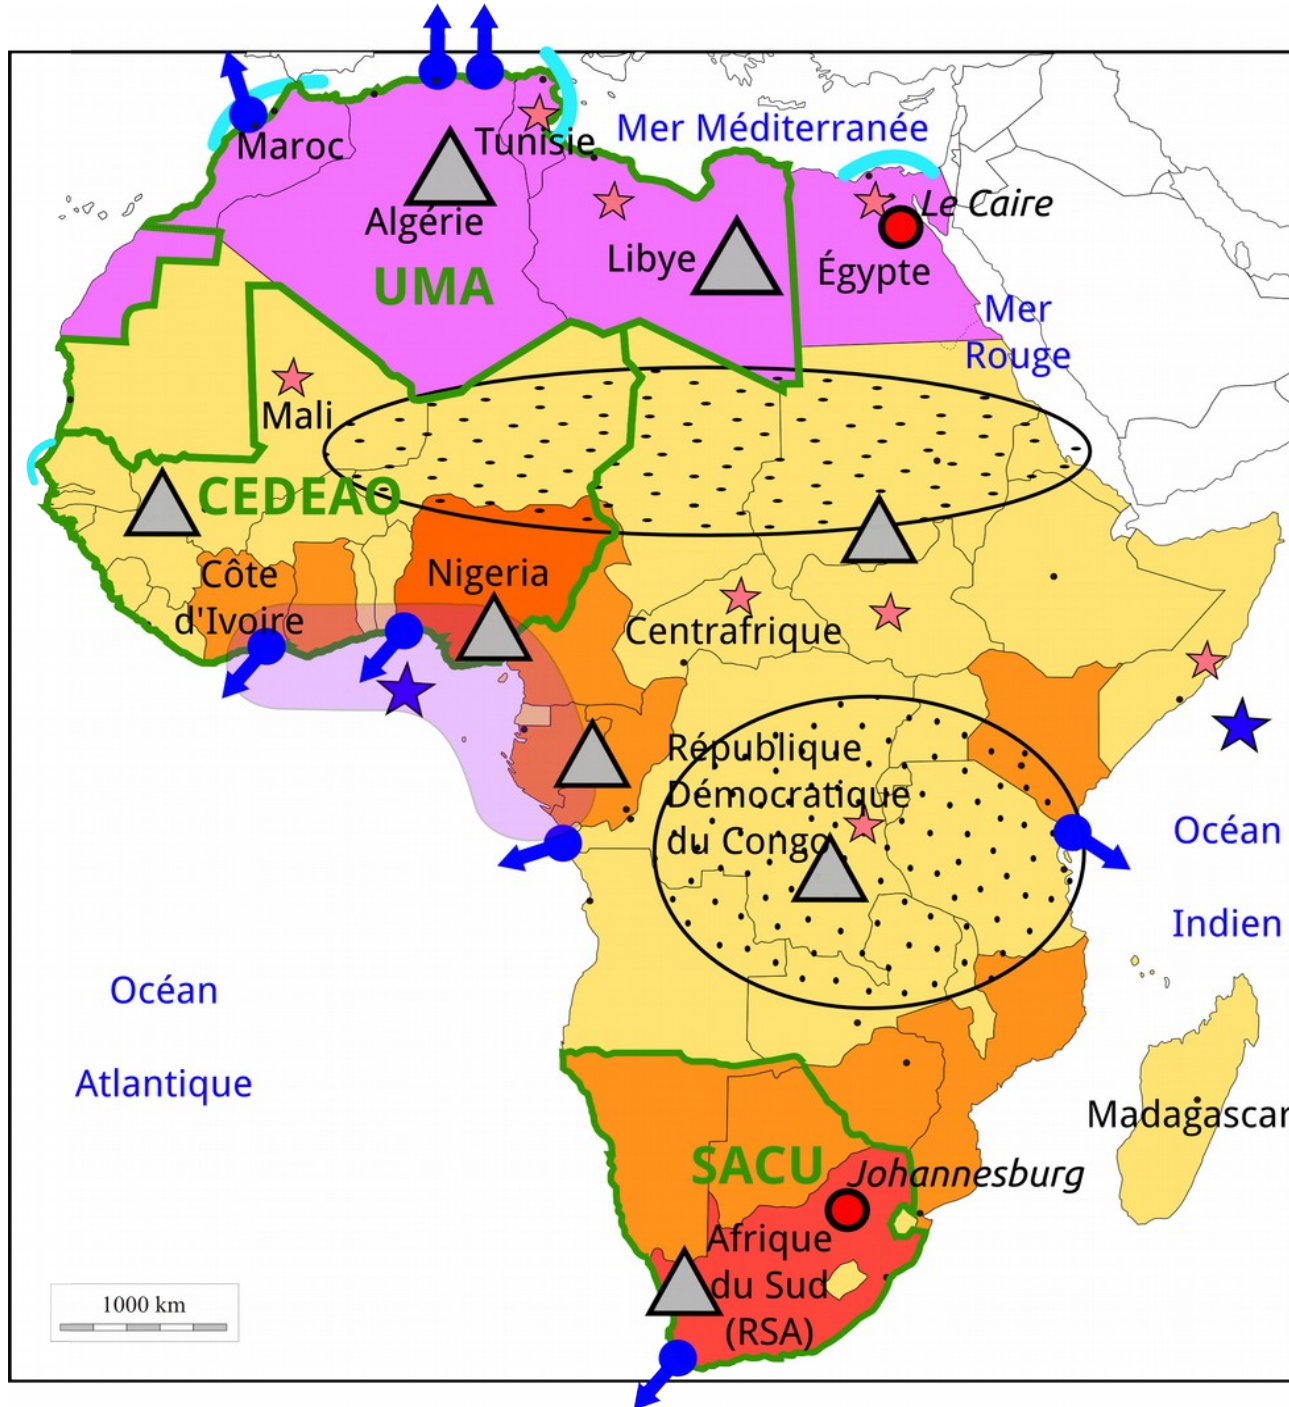 Mer Méditerranée
Maroc
Tunisie
Le Caire
Algérie
Libye
Égypte
UMA
Mer
Rouge
Mali
CEDEAO
Côte
d'Ivoire
Nigeria
Centrafrique
République
Démocratique
du Congo
Océan
Indien
Océan
Atlantique
Madagascar
SACU
Johannesburg
Afrique
du Sud
(RSA)
1000 km